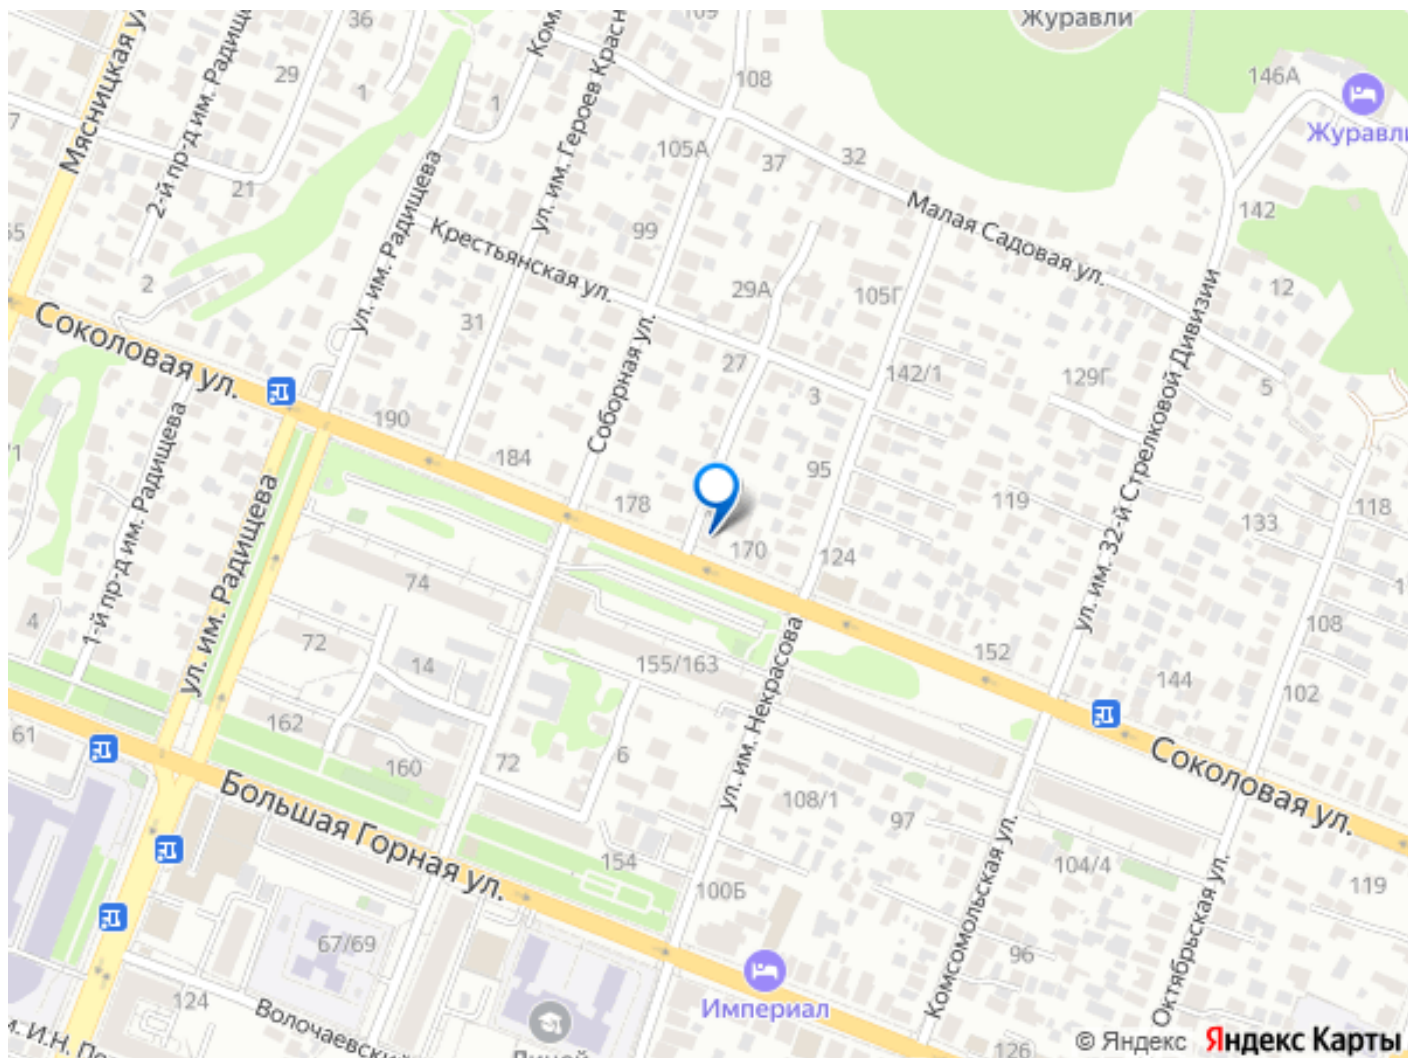 Журавли
109
36
Мясницкая ул.
2-й пр-д им. Радищева
29
1
1
ул. им. Героев Красн
108
146А
Журавли
105А
37
32
21
ул. им. Радищева
Малая Садовая ул.
142
99
Крестьянская ул.
2
29А
105Г
12
Соколовая ул.
31
Соборная ул.
27
142/1
129Г
5
3
190
184
178
95
119
133
118
ул. им. 32-й Стрелковой Дивизии
1-й пр-д им. Радищева
ул. им. Радищева
170
124
74
4
72
14
155/163
152
108
144
102
ул. им. Некрасова
61
162
160
72
6
Соколовая ул.
Большая Горная ул.
108/1
97
154
100Б
104/4
119
Комсомольская ул.
Октябрьская ул.
67/69
96
124
Волочаевский
Империал
126
© Яндекс Яндекс Карты